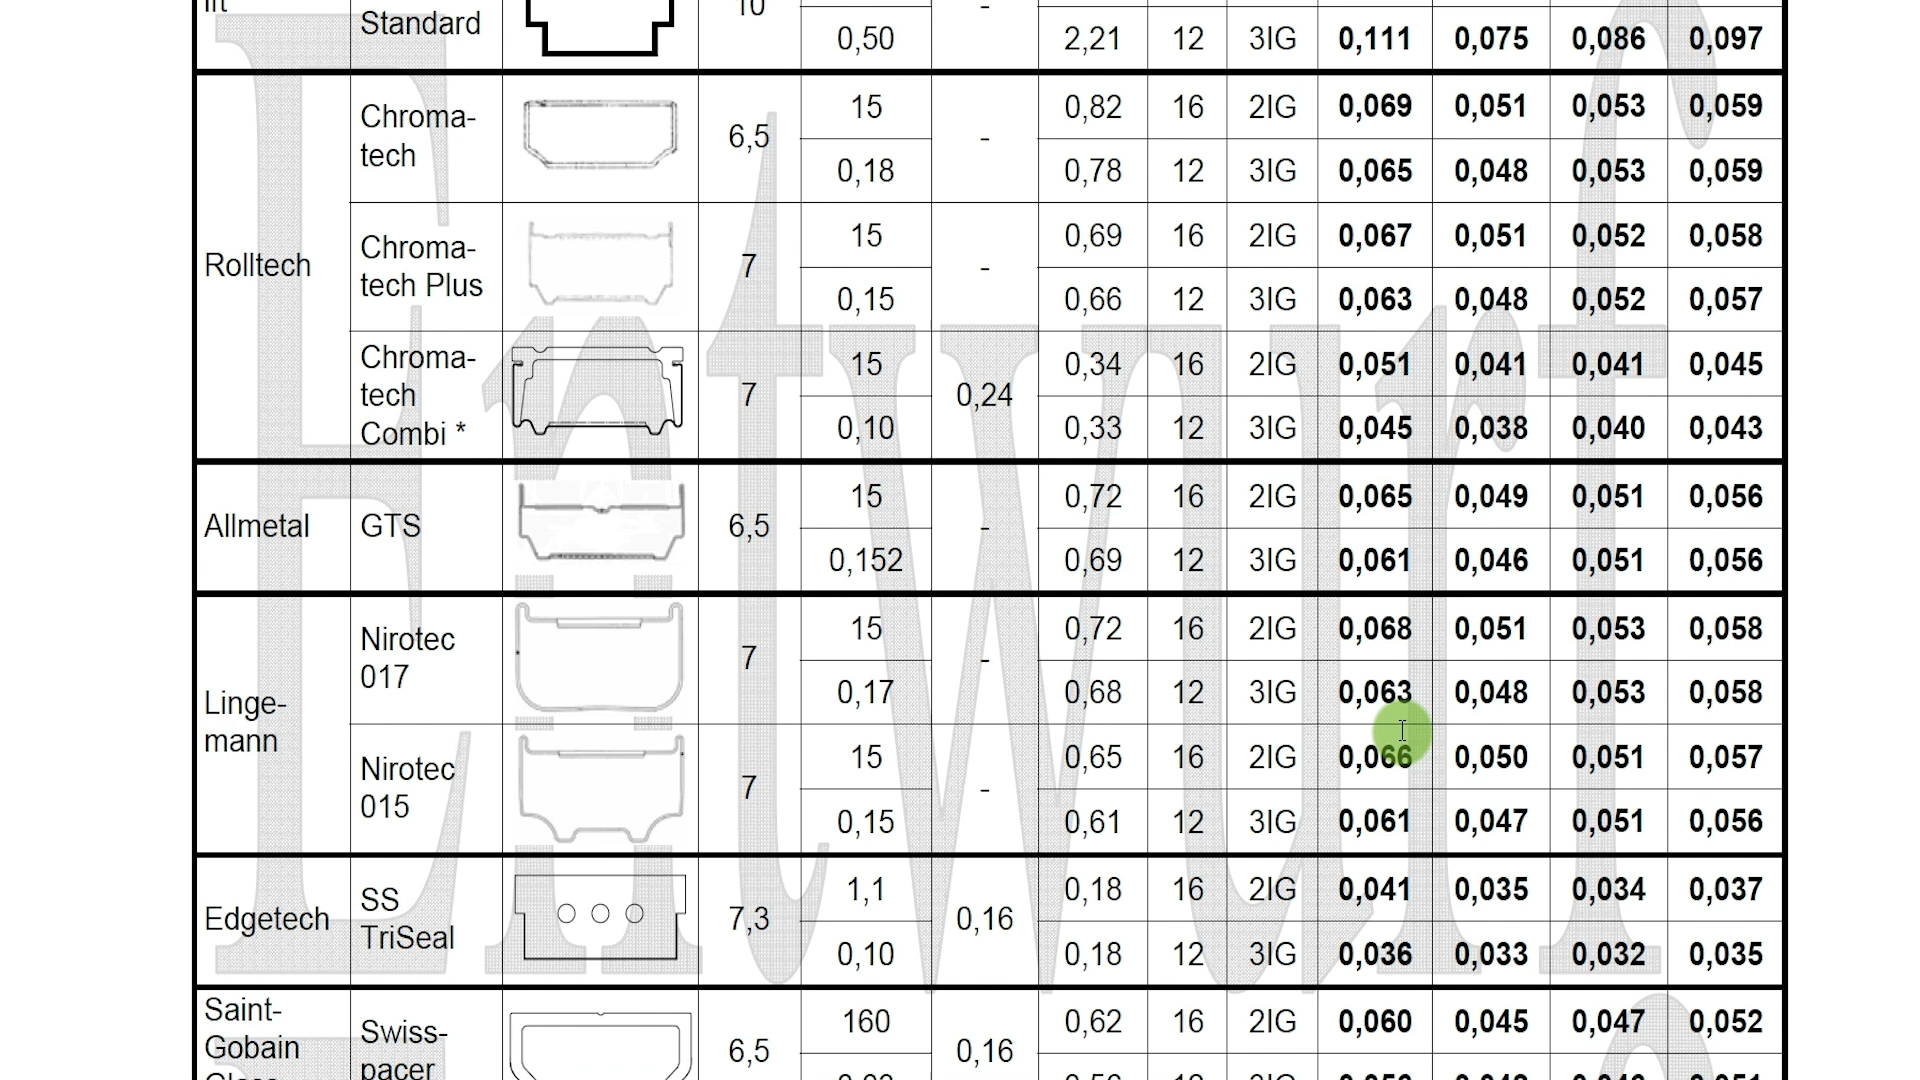 ift Standard 10 -
0,50 2,21 12 3IG 0,111 0,075 0,086 0,097
Rolltech
Chroma-
tech
6,5 15 - 0,82 16 2IG 0,069 0,051 0,053 0,059
0,18 0,78 12 3IG 0,065 0,048 0,053 0,059
Chroma-
tech Plus
7 15 - 0,69 16 2IG 0,067 0,051 0,052 0,058
0,15 0,66 12 3IG 0,063 0,048 0,052 0,057
Chroma-
tech
Combi *
7 15 0,24 0,34 16 2IG 0,051 0,041 0,041 0,045
0,10 0,33 12 3IG 0,045 0,038 0,040 0,043
Allmetal GTS 6,5 15 - 0,72 16 2IG 0,065 0,049 0,051 0,056
0,152 0,69 12 3IG 0,061 0,046 0,051 0,056
Linge-
mann
Nirotec
017
7 15 - 0,72 16 2IG 0,068 0,051 0,053 0,058
0,17 0,68 12 3IG 0,063 0,048 0,053 0,058
Nirotec
015
7 15 - 0,65 16 2IG 0,066 0,050 0,051 0,057
0,15 0,61 12 3IG 0,061 0,047 0,051 0,056
Edgetech
SS
TriSeal
7,3 1,1 0,16 0,18 16 2IG 0,041 0,035 0,034 0,037
0,10 0,18 12 3IG 0,036 0,033 0,032 0,035
Saint-
Gobain
Swiss-
pacer
6,5 160 0,16 0,62 16 2IG 0,060 0,045 0,047 0,052
Entwurf